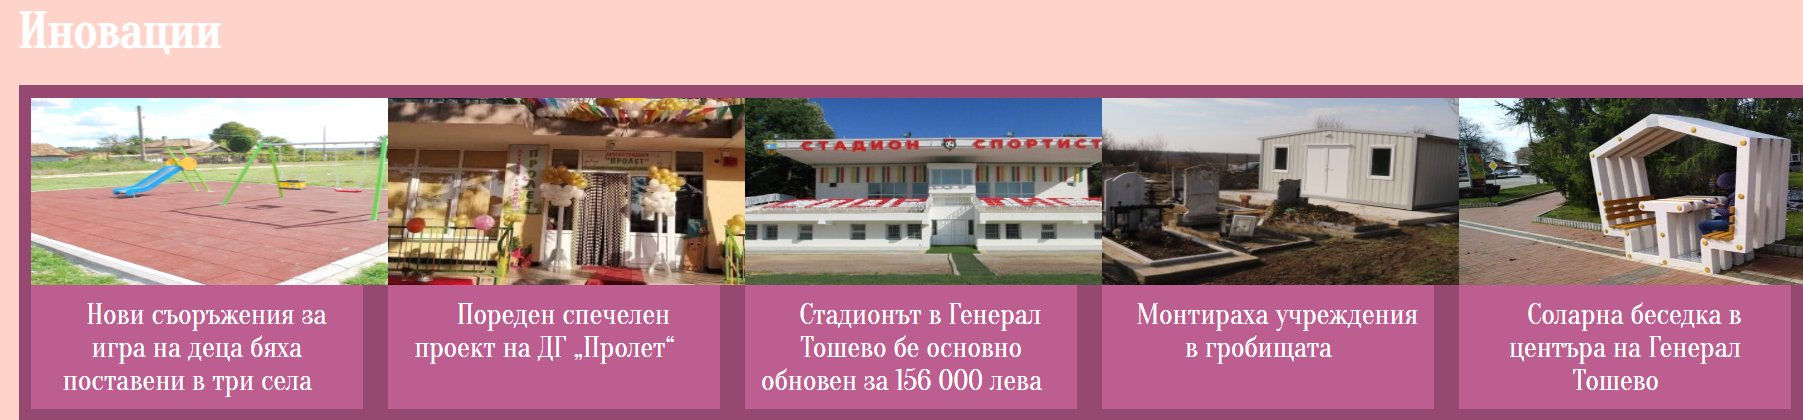 Иновации
СТАДИОН СПОРТИСТ
"ПРОЛЕТ"
Нови съоръжения за
игра на деца бяха
поставени в три села
Пореден спечелен
проект на ДГ „Пролет“
Стадионът в Генерал
Тошево бе основно
обновен за 156 000 лева
Монтираха учреждения
в гробищата
Соларна беседка в
центъра на Генерал
Тошево